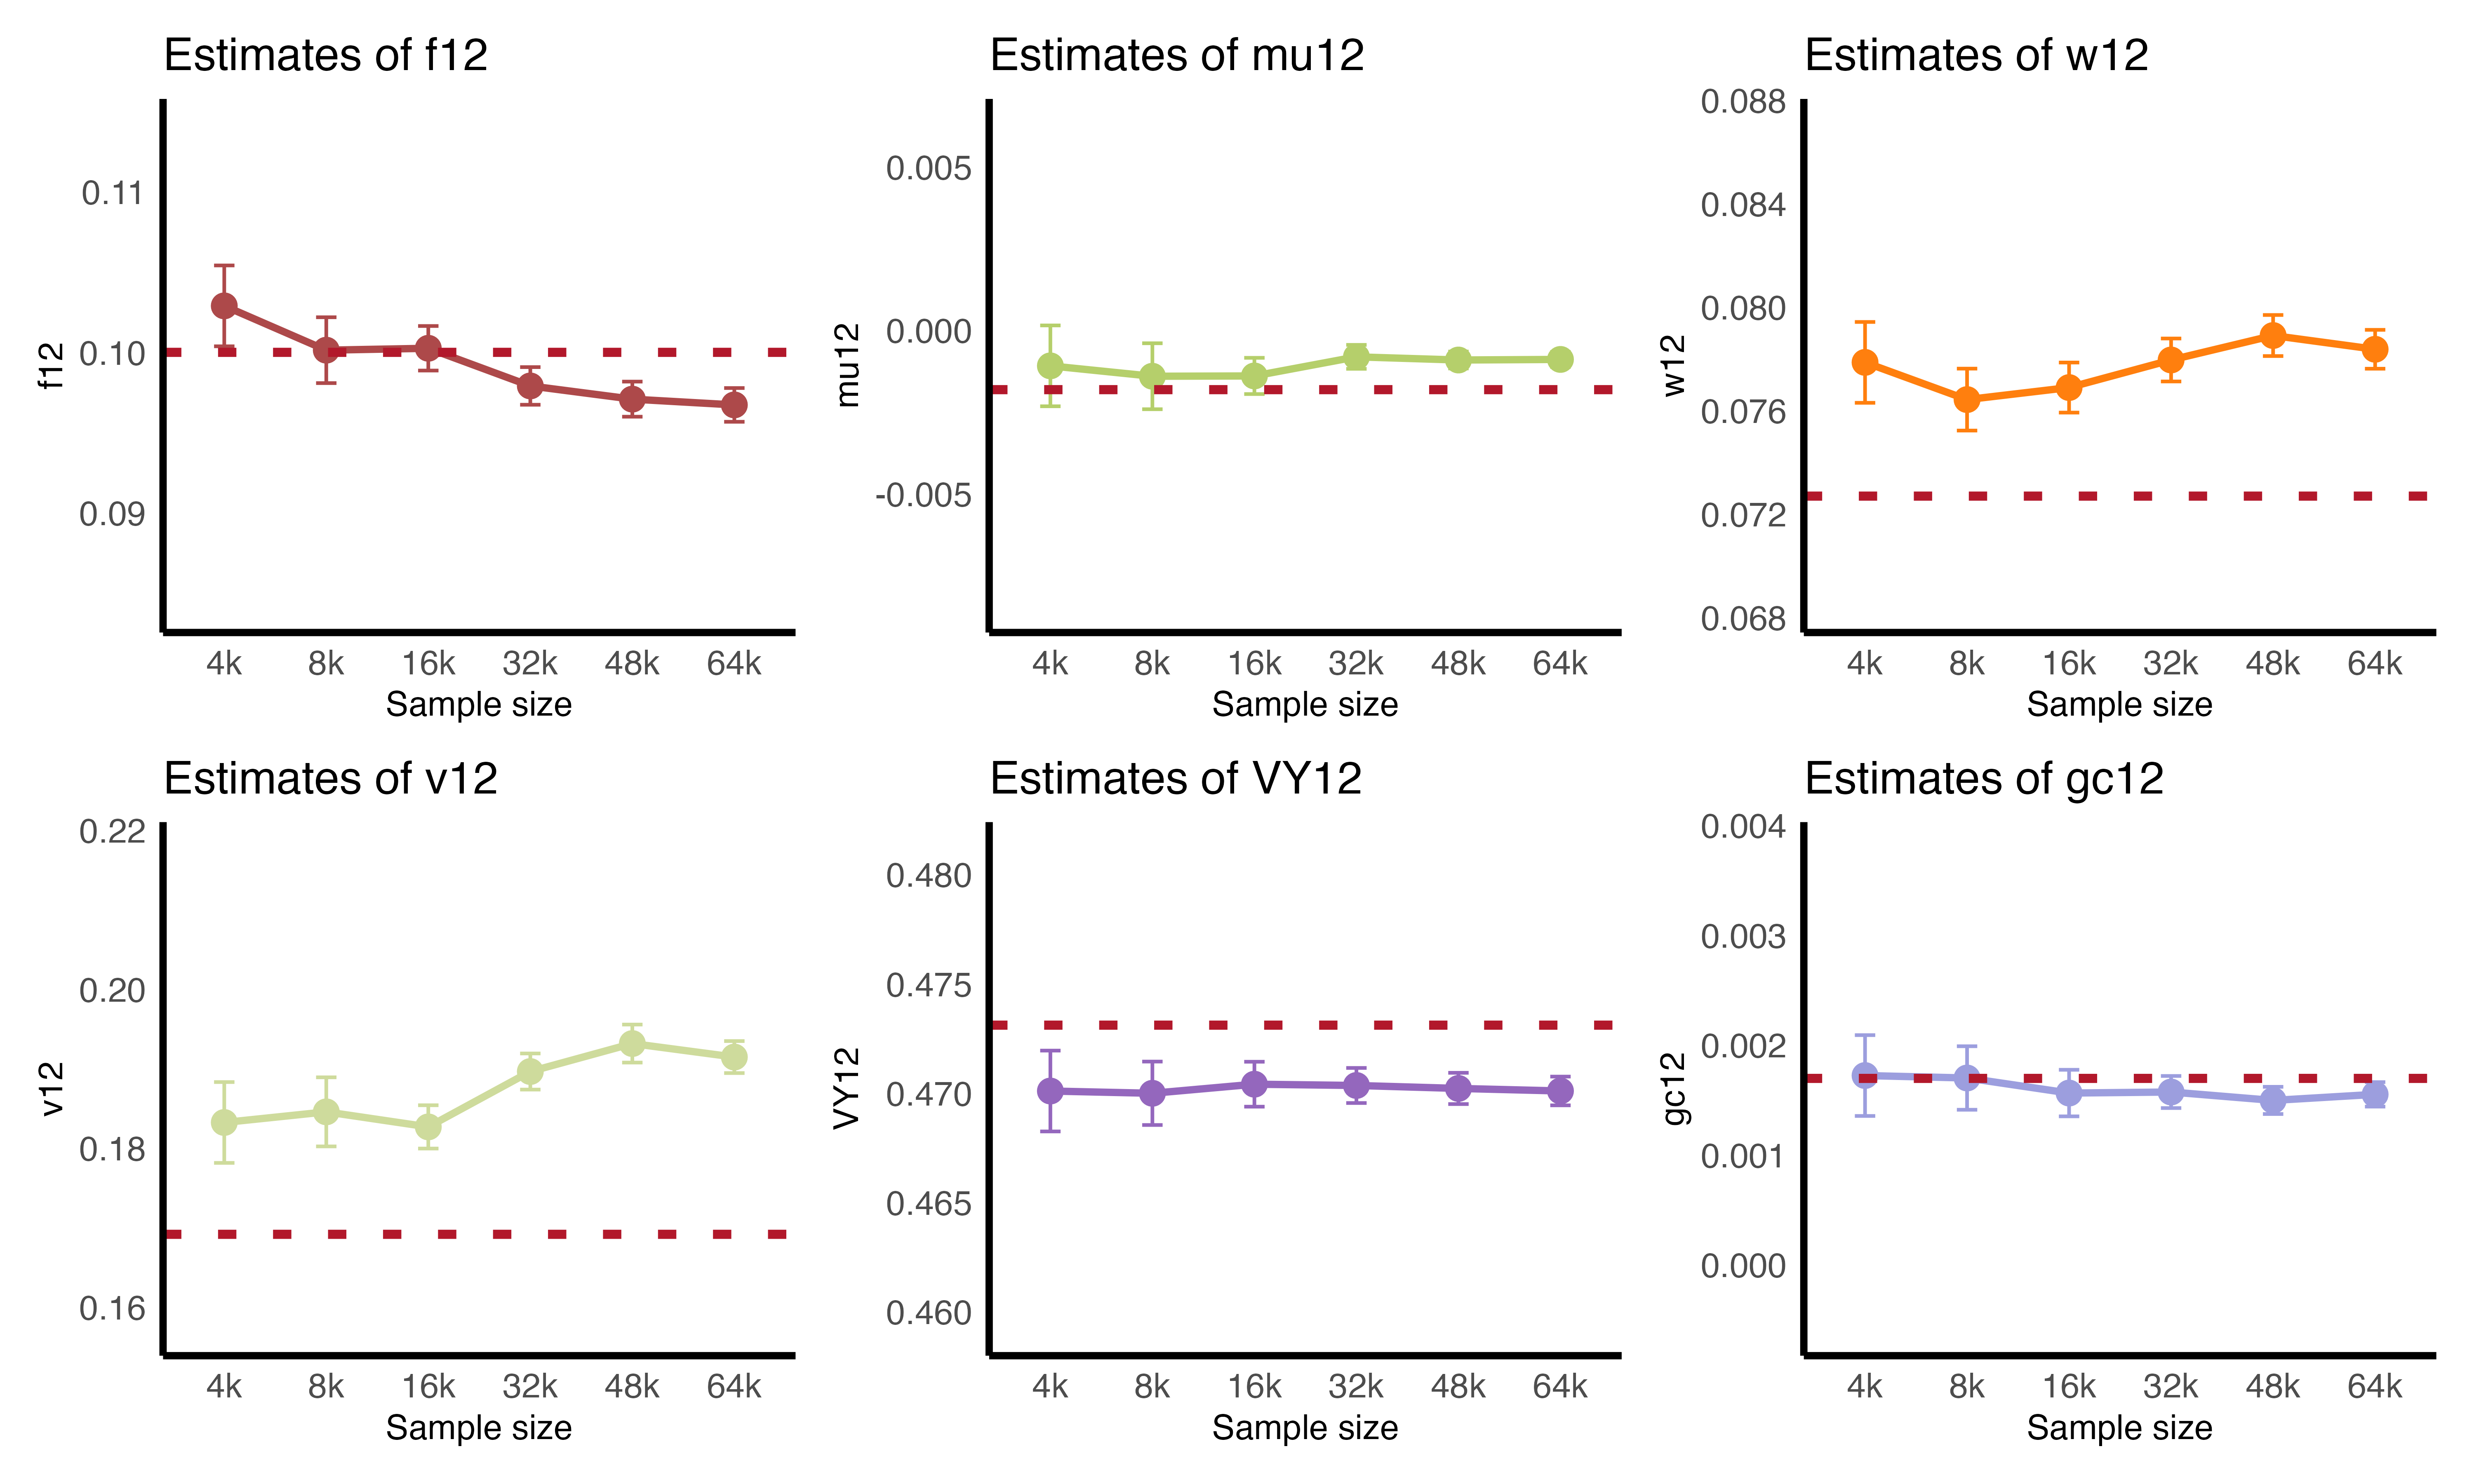 Estimates of f12
0.11
0.10
0.09
f12
4k 8k 16k 32k 48k 64k
Sample size
Estimates of mu12
0.005
0.000
-0.005
mu12
4k 8k 16k 32k 48k 64k
Sample size
Estimates of w12
0.088
0.084
0.080
0.076
0.072
0.068
w12
4k 8k 16k 32k 48k 64k
Sample size
Estimates of v12
0.22
0.20
0.18
0.16
v12
4k 8k 16k 32k 48k 64k
Sample size
Estimates of VY12
0.480
0.475
0.470
0.465
0.460
VY12
4k 8k 16k 32k 48k 64k
Sample size
Estimates of gc12
0.004
0.003
0.002
0.001
0.000
gc12
4k 8k 16k 32k 48k 64k
Sample size